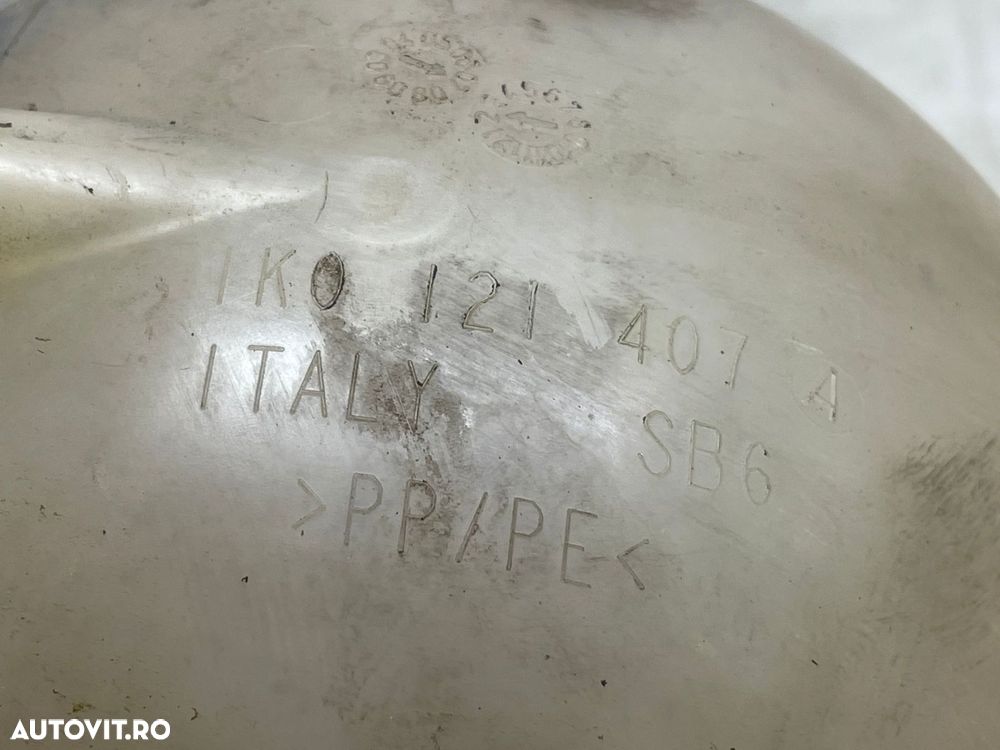 1K0 121 407 A
ITALY SB6
>PP/PE<
AUTOVIT.RO